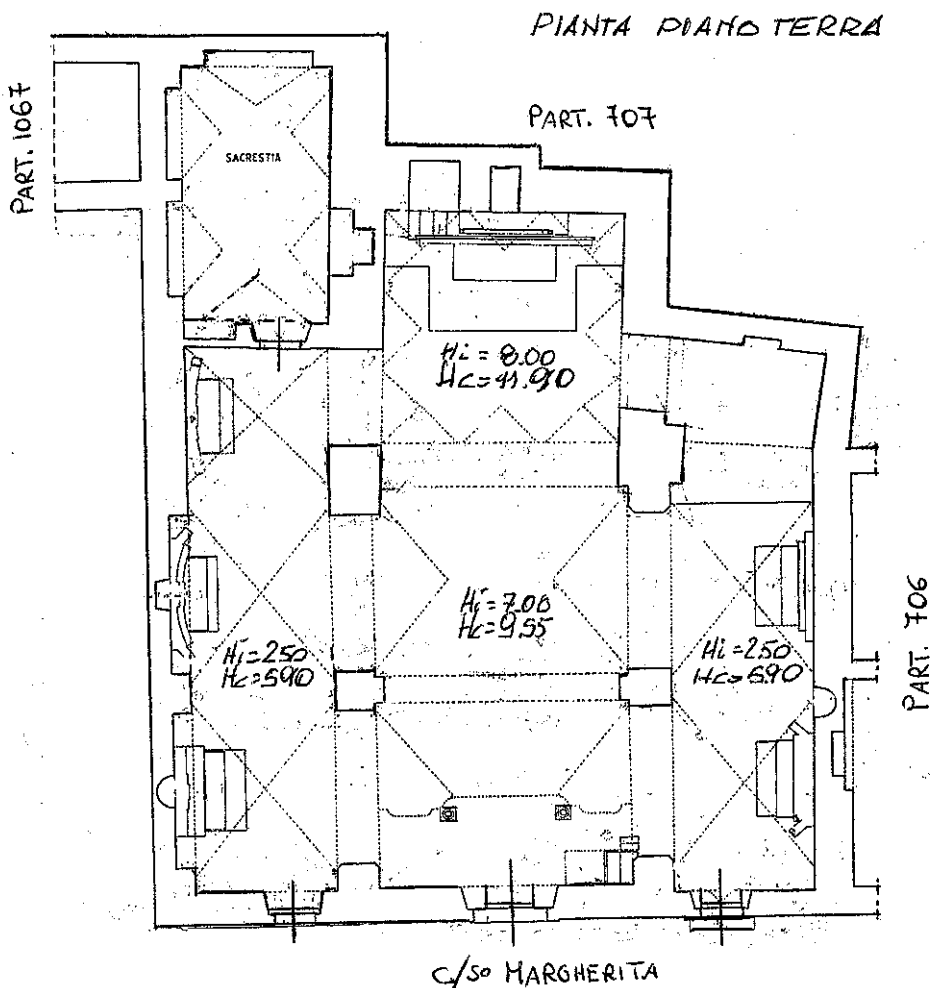 PIANTA PIANO TERRA
PART. 1067
PART. 707
SACRESTIA
Hi = 8.00
Hc = 11.90
Hi = 7.00
Hc = 9.55
Hi = 2.50
Hc = 5.90
Hi = 2.50
Hc = 5.90
PART. 706
C/So MARGHERITA